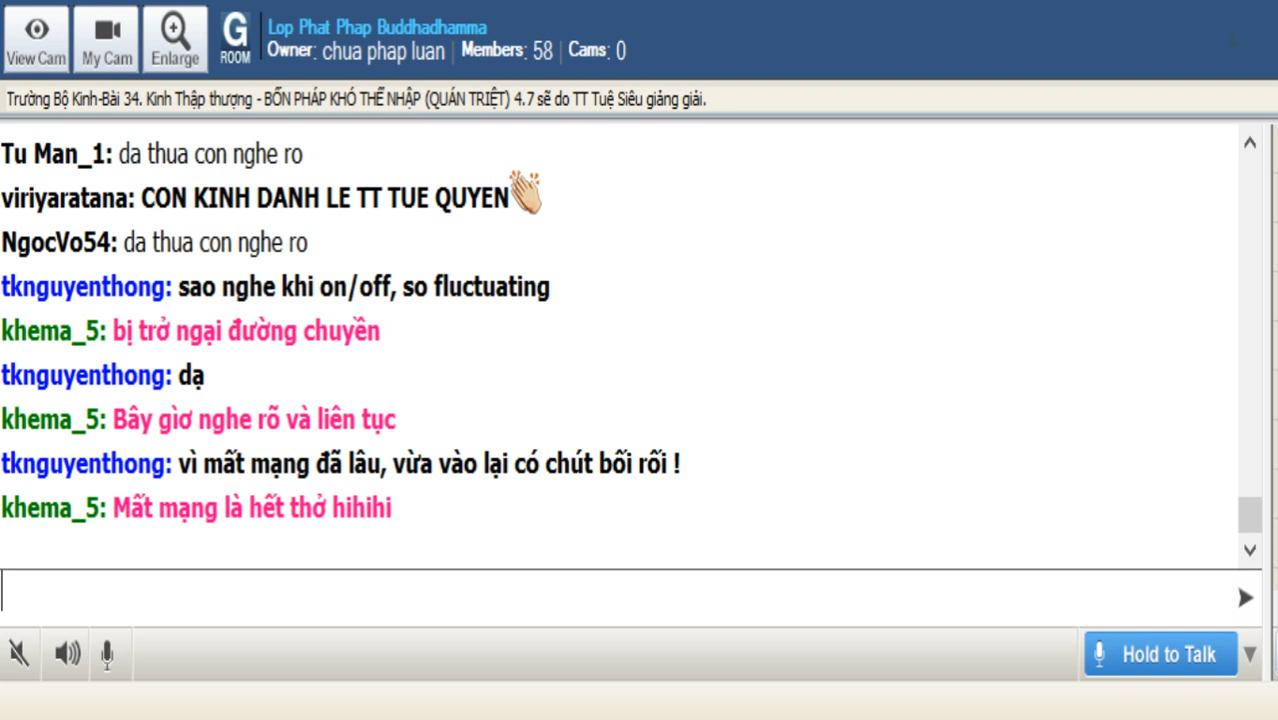 View Cam
My Cam
Enlarge
G
ROOM
Lop Phat Phap Buddhadhamma
Owner: chua phap luan | Members: 58 | Cams: 0
Trường Bộ Kinh-Bài 34. Kinh Thập thượng - BỐN PHÁP KHÓ THỂ NHẬP (QUÁN TRIỆT) 4.7 sẽ do TT Tuệ Siêu giảng giải.
Tu Man_1: da thua con nghe ro
viriyaratana: CON KINH DANH LE TT TUE QUYEN
NgocVo54: da thua con nghe ro
tknguyenthong: sao nghe khi on/off, so fluctuating
khema_5: bị trở ngại đường chuyền
tknguyenthong: dạ
khema_5: Bây giờ nghe rõ và liên tục
tknguyenthong: vì mất mạng đã lâu, vừa vào lại có chút bối rối !
khema_5: Mất mạng là hết thở hihihi
Hold to Talk